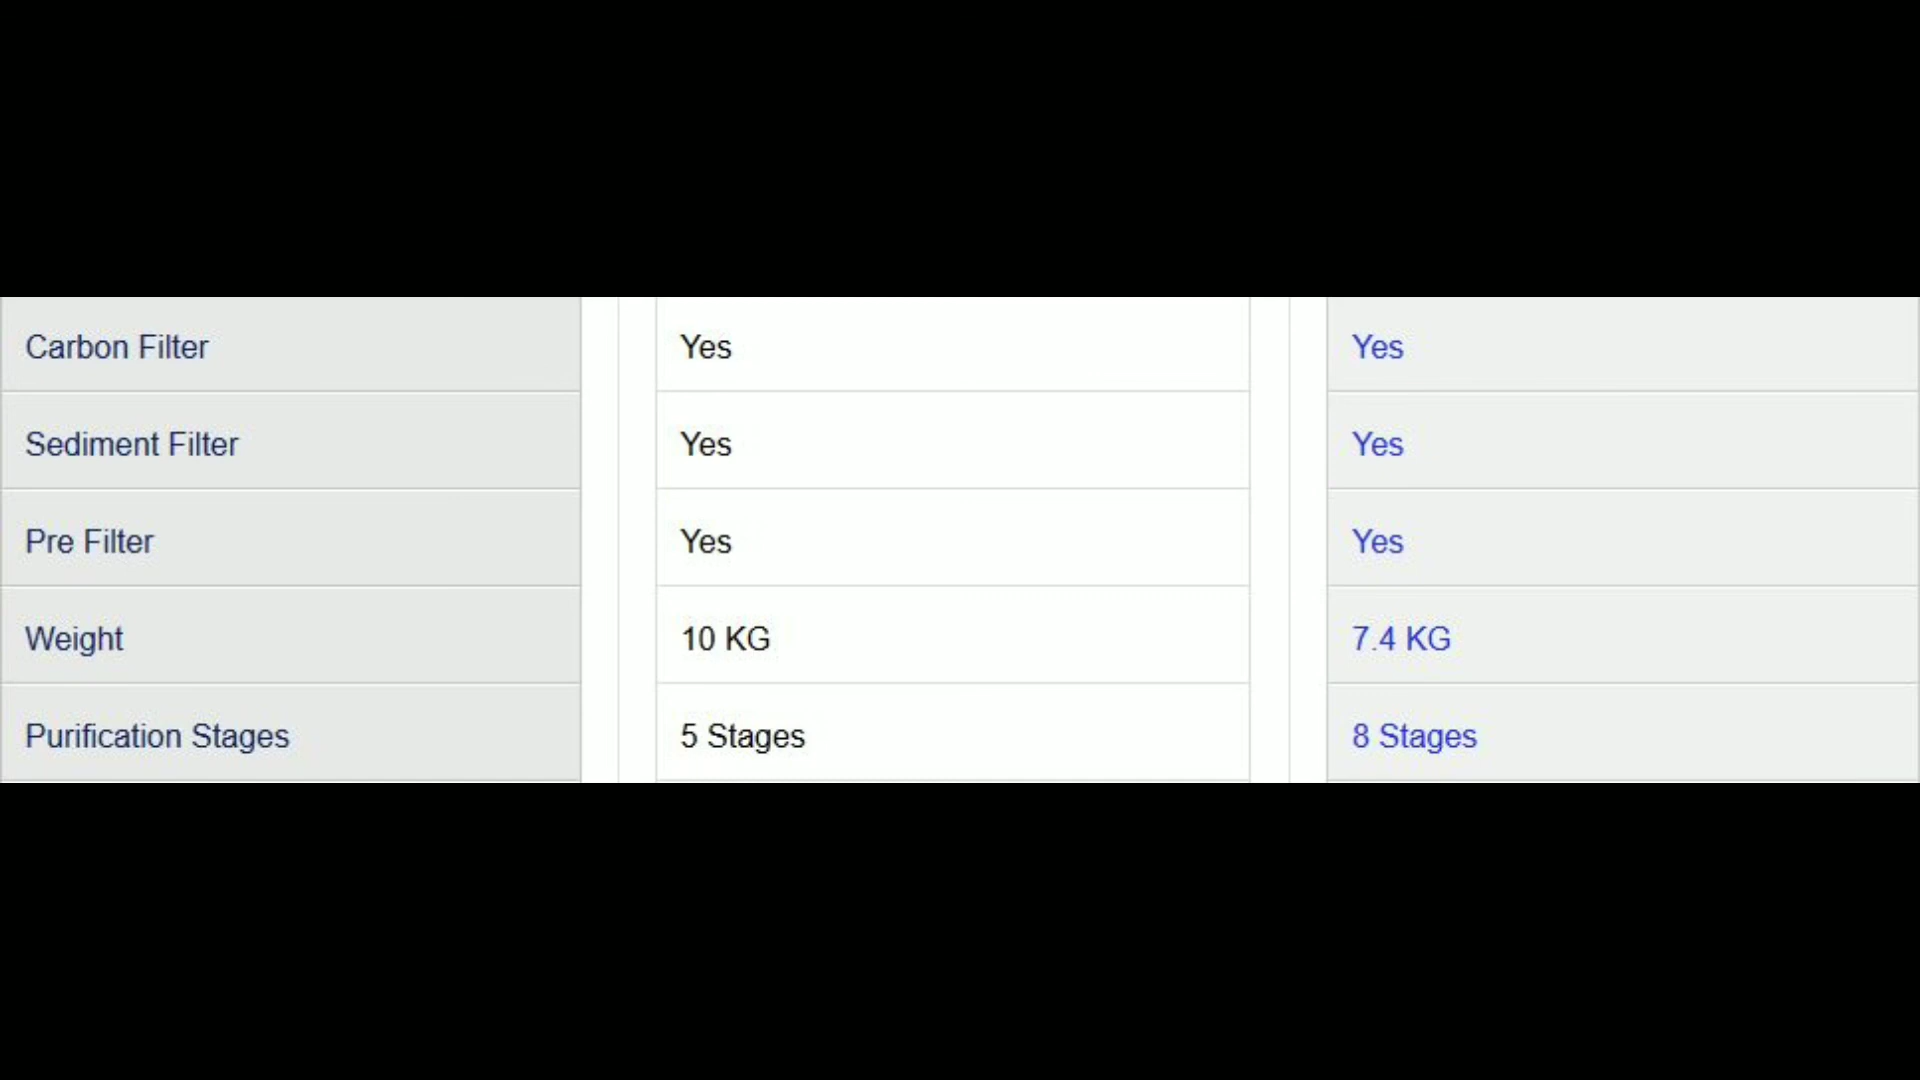 Carbon Filter Yes Yes
Sediment Filter Yes Yes
Pre Filter Yes Yes
Weight 10 KG 7.4 KG
Purification Stages 5 Stages 8 Stages